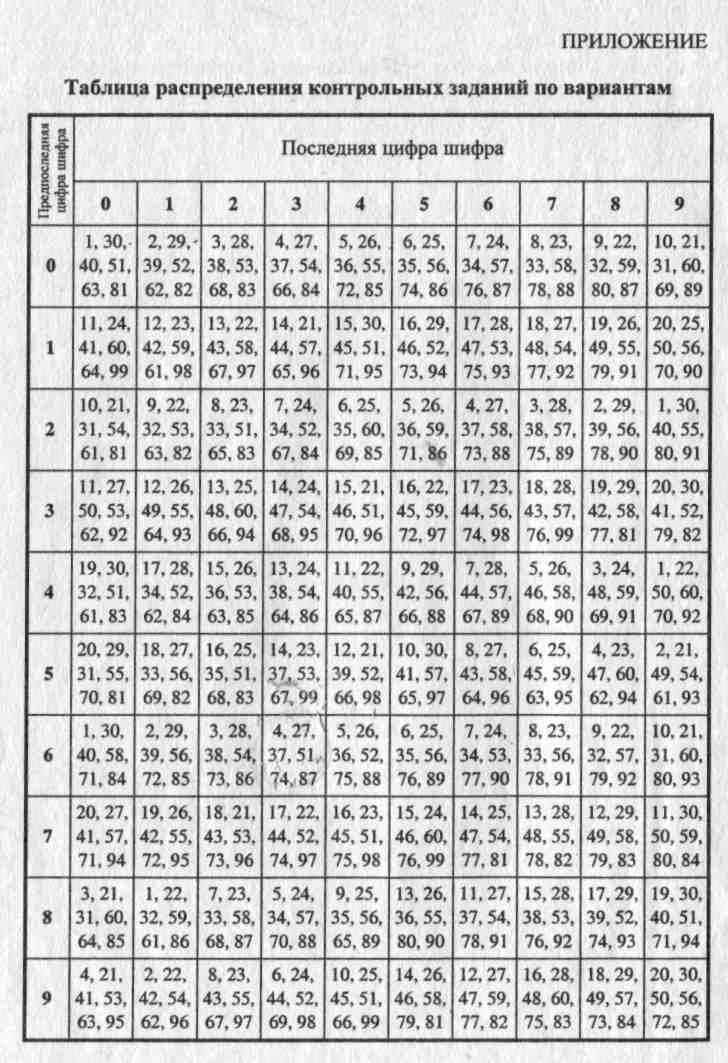 ПРИЛОЖЕНИЕ
Таблица распределения контрольных заданий по вариантам
Предпоследняя
цифра шифра
Последняя цифра шифра
0 1 2 3 4 5 6 7 8 9
1, 30, 2, 29, 3, 28, 4, 27, 5, 26, 6, 25, 7, 24, 8, 23, 9, 22, 10, 21,
0 40, 51, 39, 52, 38, 53, 37, 54, 36, 55, 35, 56, 34, 57, 33, 58, 32, 59, 31, 60,
63, 81 62, 82 68, 83 66, 84 72, 85 74, 86 76, 87 78, 88 80, 87 69, 89
11, 24, 12, 23, 13, 22, 14, 21, 15, 30, 16, 29, 17, 28, 18, 27, 19, 26, 20, 25,
1 41, 60, 42, 59, 43, 58, 44, 57, 45, 51, 46, 52, 47, 53, 48, 54, 49, 55, 50, 56,
64, 99 61, 98 67, 97 65, 96 71, 95 73, 94 75, 93 77, 92 79, 91 70, 90
10, 21, 9, 22, 8, 23, 7, 24, 6, 25, 5, 26, 4, 27, 3, 28, 2, 29, 1, 30,
2 31, 54, 32, 53, 33, 51, 34, 52, 35, 60, 36, 59, 37, 58, 38, 57, 39, 56, 40, 55,
61, 81 63, 82 65, 83 67, 84 69, 85 71, 86 73, 88 75, 89 78, 90 80, 91
11, 27, 12, 26, 13, 25, 14, 24, 15, 21, 16, 22, 17, 23, 18, 28, 19, 29, 20, 30,
3 50, 53, 49, 55, 48, 60, 47, 54, 46, 51, 45, 59, 44, 56, 43, 57, 42, 58, 41, 52,
62, 92 64, 93 66, 94 68, 95 70, 96 72, 97 74, 98 76, 99 77, 81 79, 82
19, 30, 17, 28, 15, 26, 13, 24, 11, 22, 9, 29, 7, 28, 5, 26, 3, 24, 1, 22,
4 32, 51, 34, 52, 36, 53, 38, 54, 40, 55, 42, 56, 44, 57, 46, 58, 48, 59, 50, 60,
61, 83 62, 84 63, 85 64, 86 65, 87 66, 88 67, 89 68, 90 69, 91 70, 92
20, 29, 18, 27, 16, 25, 14, 23, 12, 21, 10, 30, 8, 27, 6, 25, 4, 23, 2, 21,
5 31, 55, 33, 56, 35, 51, 37, 53, 39, 52, 41, 57, 43, 58, 45, 59, 47, 60, 49, 54,
70, 81 69, 82 68, 83 67, 99 66, 98 65, 97 64, 96 63, 95 62, 94 61, 93
1, 30, 2, 29, 3, 28, 4, 27, 5, 26, 6, 25, 7, 24, 8, 23, 9, 22, 10, 21,
6 40, 58, 39, 56, 38, 54, 37, 51, 36, 52, 35, 56, 34, 53, 33, 56, 32, 57, 31, 60,
71, 84 72, 85 73, 86 74, 87 75, 88 76, 89 77, 90 78, 91 79, 92 80, 93
20, 27, 19, 26, 18, 21, 17, 22, 16, 23, 15, 24, 14, 25, 13, 28, 12, 29, 11, 30,
7 41, 57, 42, 55, 43, 53, 44, 52, 45, 51, 46, 60, 47, 54, 48, 55, 49, 58, 50, 59,
71, 94 72, 95 73, 96 74, 97 75, 98 76, 99 77, 81 78, 82 79, 83 80, 84
3, 21, 1, 22, 7, 23, 5, 24, 9, 25, 13, 26, 11, 27, 15, 28, 17, 29, 19, 30,
8 31, 60, 32, 59, 33, 58, 34, 57, 35, 56, 36, 55, 37, 54, 38, 53, 39, 52, 40, 51,
64, 85 61, 86 68, 87 70, 88 65, 89 80, 90 78, 91 76, 92 74, 93 71, 94
4, 21, 2, 22, 8, 23, 6, 24, 10, 25, 14, 26, 12, 27, 16, 28, 18, 29, 20, 30,
9 41, 53, 42, 54, 43, 55, 44, 52, 45, 51, 46, 58, 47, 59, 48, 60, 49, 57, 50, 56,
63, 95 62, 96 67, 97 69, 98 66, 99 79, 81 77, 82 75, 83 73, 84 72, 85